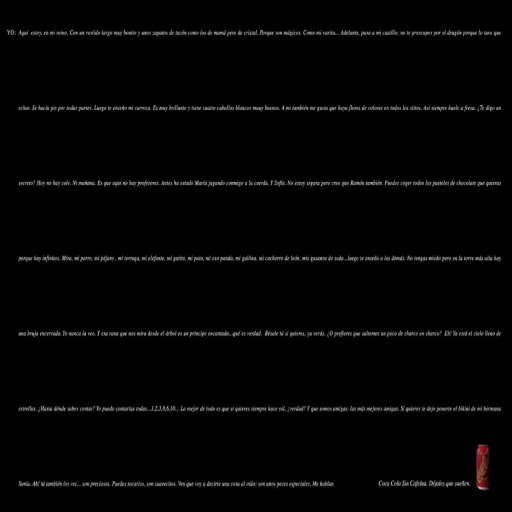 YO: Aquí estoy, en mi reino. Con un vestido largo muy bonito y unos zapatos de tacón como los de mamá pero de cristal. Porque son mágicos. Como mi varita... Adelante, pasa a mi castillo, no te preocupes por el dragón porque lo tuve que
echar. Se hacía pis por todas partes. Luego te enseño mi carroza. Es muy brillante y tiene cuatro caballos blancos muy buenos. A mí también me gusta que haya flores de colores en todos los sitios. Así siempre huele a fresa. ¿Te digo un
secreto? Hoy no hay cole. Ni mañana. Es que aquí no hay profesores. Antes ha estado María jugando conmigo a la cuerda. Y Sofía. No estoy segura pero creo que Ramón también. Puedes coger todos los pasteles de chocolate que quieras
porque hay infinitos. Mira, mi perro, mi pájaro , mi tortuga, mi elefante, mi gatito, mi pato, mi oso panda, mi gallina, mi cachorro de león, mis gusanos de seda...luego te enseño a los demás. No tengas miedo pero en la torre más alta hay
una bruja encerrada. Yo nunca la veo. Y esa rana que nos mira desde el árbol es un príncipe encantado...qué es verdad. Bésale tú si quieres, ya verás. ¿O prefieres que saltemos un poco de charco en charco? Eh! Ya está el cielo lleno de
estrellas. ¿Hasta dónde sabes contar? Yo puedo contarlas todas...1,2,3,8,6,10... Lo mejor de todo es que si quieres siempre hace sol, ¿verdad? Y que somos amigas, las más mejores amigas. Si quieres te dejo ponerte el bikini de mi hermana
Sonia. Ah! tú también los ves... son preciosos. Puedes tocarlos, son suavecitos. Ven que voy a decirte una cosa al oído: son unos peces especiales, Me hablan
Coca Cola Sin Cafeína. Déjales que sueñen.